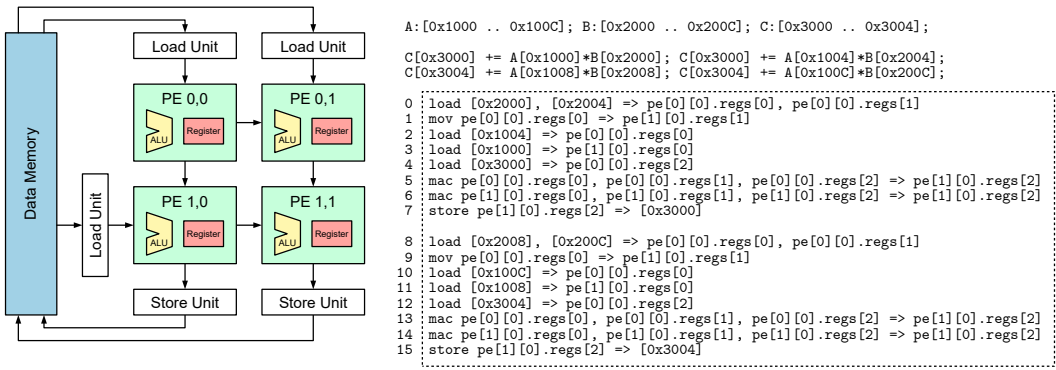 Data Memory
Load Unit
Load Unit
PE 0,0
ALU
Register
PE 0,1
ALU
Register
Load Unit
PE 1,0
ALU
Register
PE 1,1
ALU
Register
Store Unit
Store Unit
A:[0x1000 .. 0x100C]; B:[0x2000 .. 0x200C]; C:[0x3000 .. 0x3004];
C[0x3000] += A[0x1000]*B[0x2000]; C[0x3000] += A[0x1004]*B[0x2004];
C[0x3004] += A[0x1008]*B[0x2008]; C[0x3004] += A[0x100C]*B[0x200C];
0 load [0x2000], [0x2004] => pe[0][0].regs[0], pe[0][0].regs[1]
1 mov pe[0][0].regs[0] => pe[1][0].regs[1]
2 load [0x1004] => pe[0][0].regs[0]
3 load [0x1000] => pe[1][0].regs[0]
4 load [0x3000] => pe[0][0].regs[2]
5 mac pe[0][0].regs[0], pe[0][0].regs[1], pe[0][0].regs[2] => pe[1][0].regs[2]
6 mac pe[1][0].regs[0], pe[1][0].regs[1], pe[1][0].regs[2] => pe[1][0].regs[2]
7 store pe[1][0].regs[2] => [0x3000]
8 load [0x2008], [0x200C] => pe[0][0].regs[0], pe[0][0].regs[1]
9 mov pe[0][0].regs[0] => pe[1][0].regs[1]
10 load [0x100C] => pe[0][0].regs[0]
11 load [0x1008] => pe[1][0].regs[0]
12 load [0x3004] => pe[0][0].regs[2]
13 mac pe[0][0].regs[0], pe[0][0].regs[1], pe[0][0].regs[2] => pe[1][0].regs[2]
14 mac pe[1][0].regs[0], pe[1][0].regs[1], pe[1][0].regs[2] => pe[1][0].regs[2]
15 store pe[1][0].regs[2] => [0x3004]